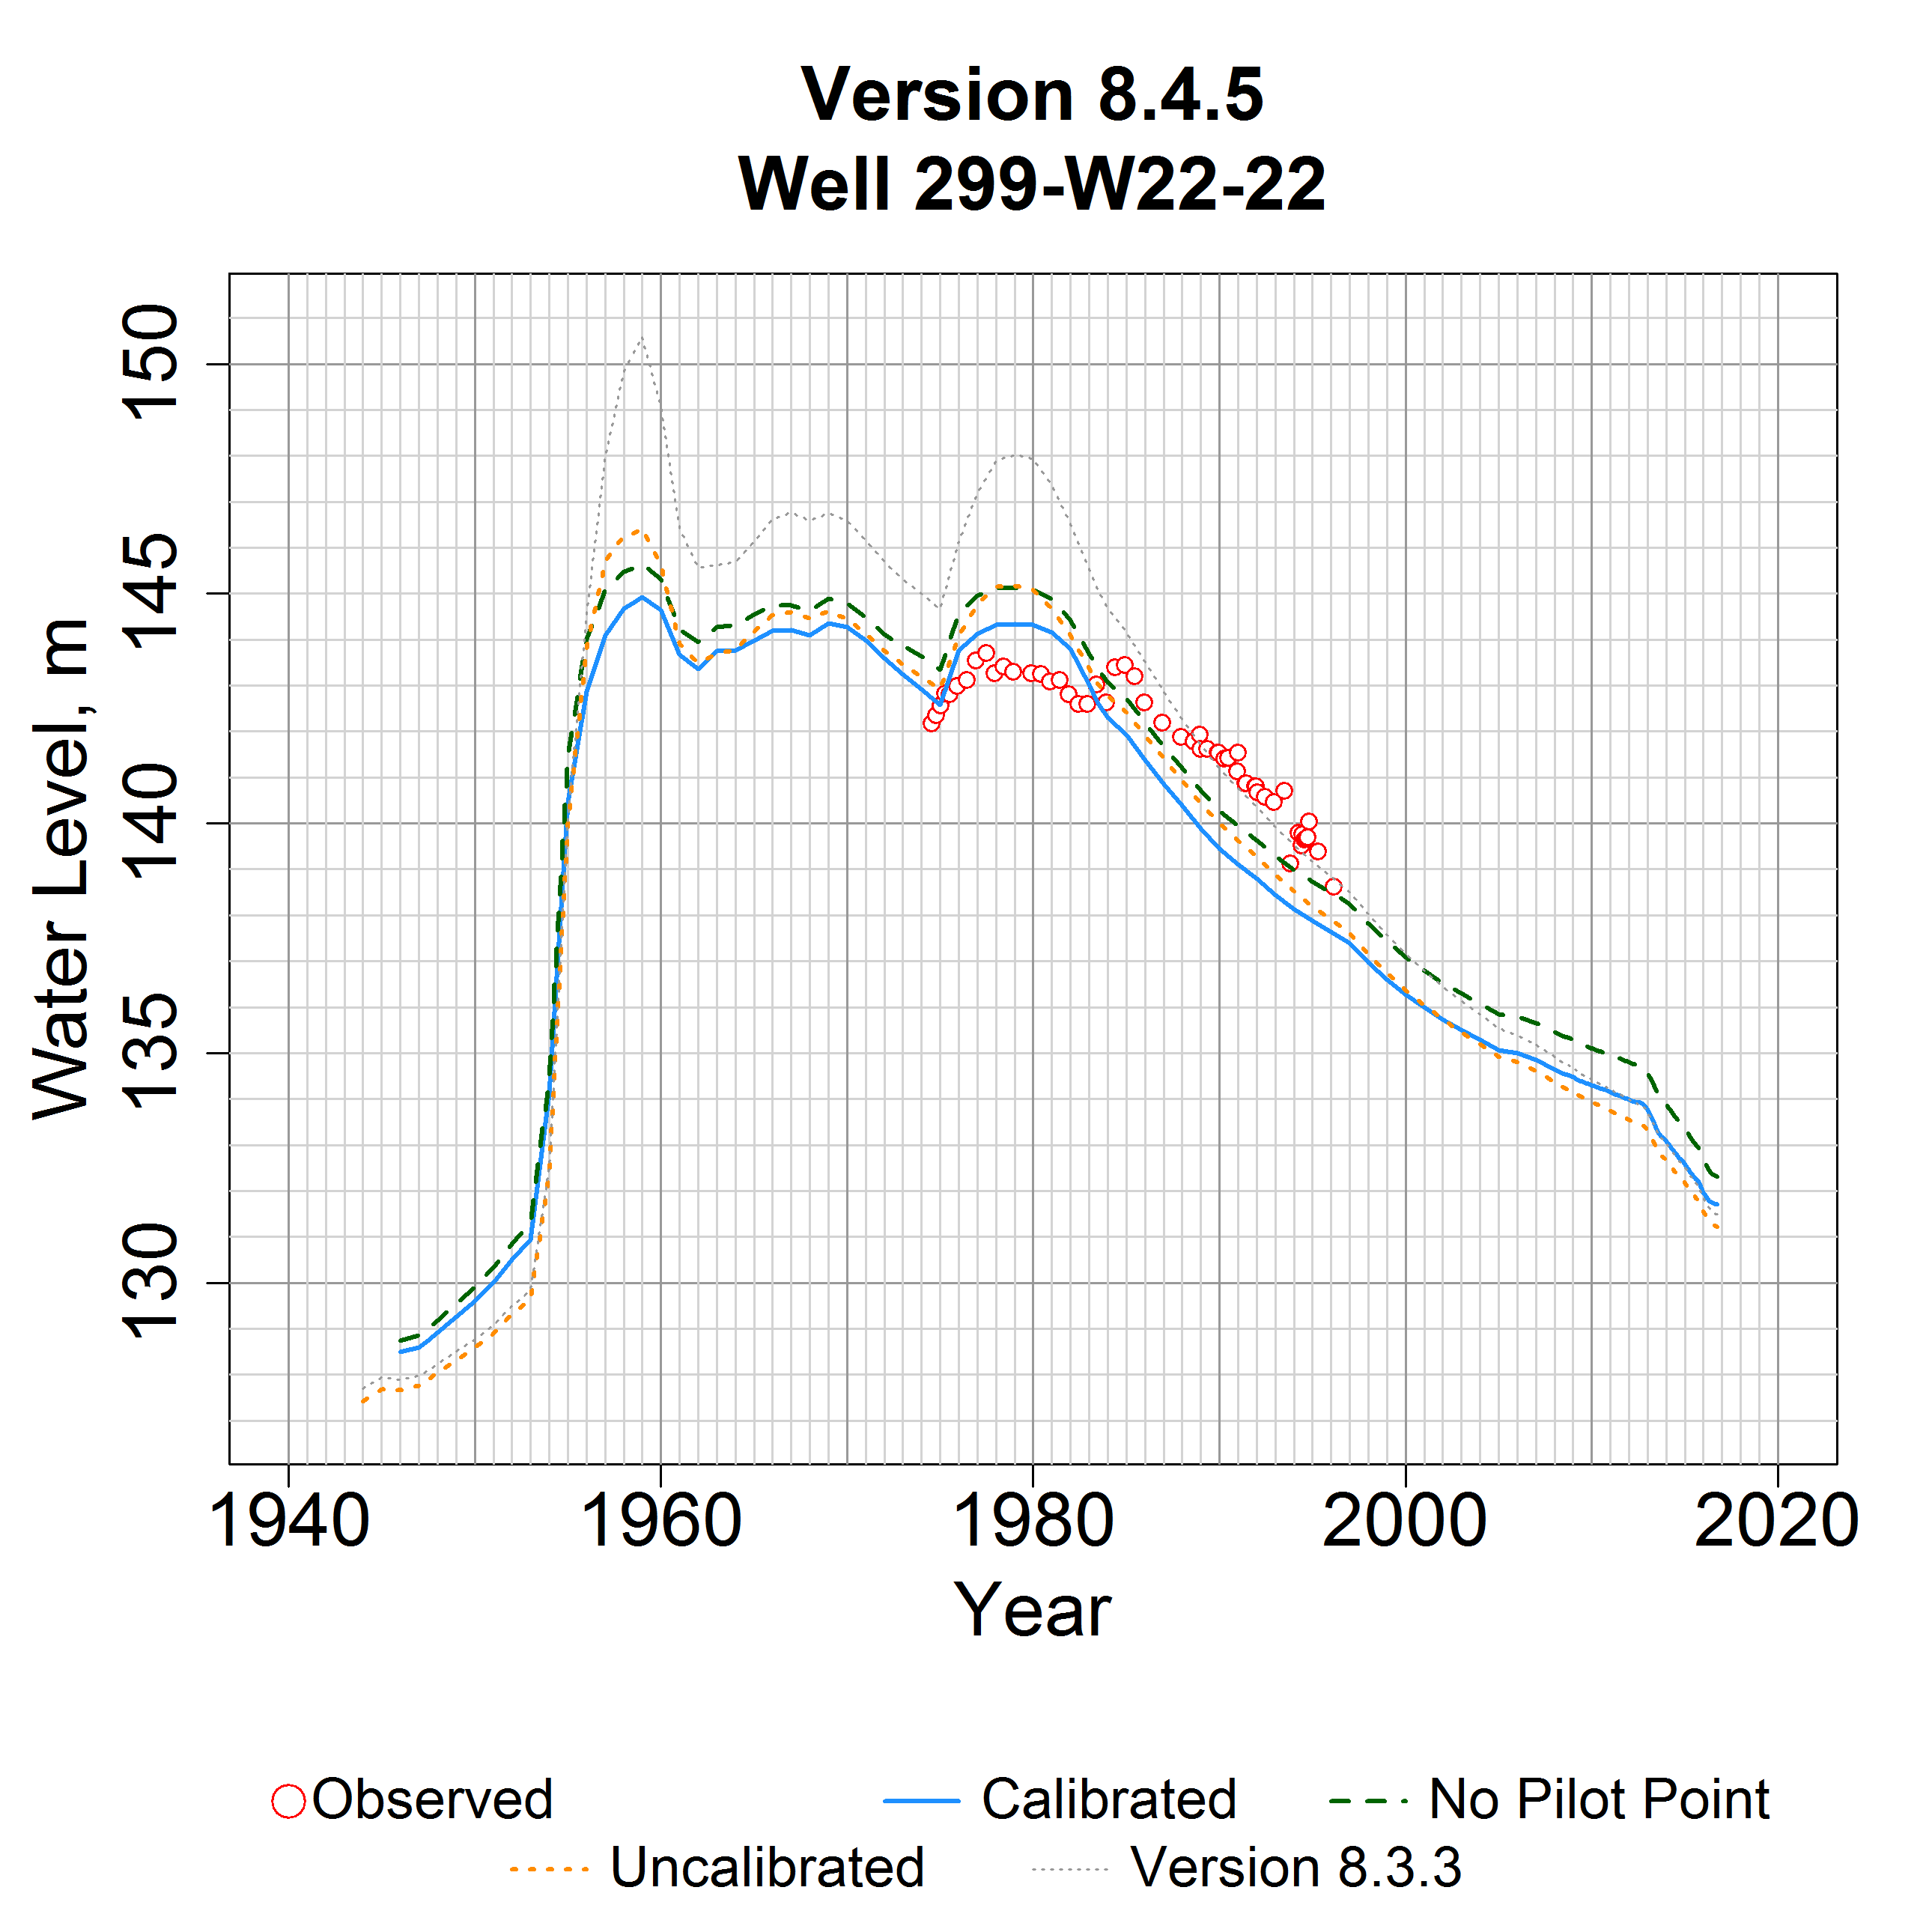 Version 8.4.5
Well 299-W22-22
Water Level, m
150
145
140
135
130
1940 1960 1980 2000 2020
Year
Observed Calibrated No Pilot Point
Uncalibrated Version 8.3.3